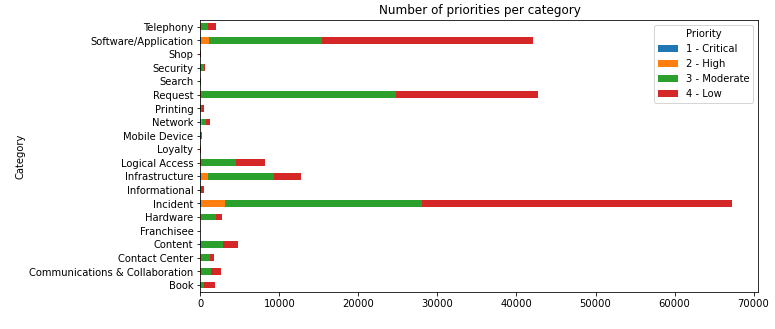 Number of priorities per category
Priority
1 - Critical
2 - High
3 - Moderate
4 - Low
Category
Telephony
Software/Application
Shop
Security
Search
Request
Printing
Network
Mobile Device
Loyalty
Logical Access
Infrastructure
Informational
Incident
Hardware
Franchisee
Content
Contact Center
Communications & Collaboration
Book
0 10000 20000 30000 40000 50000 60000 70000